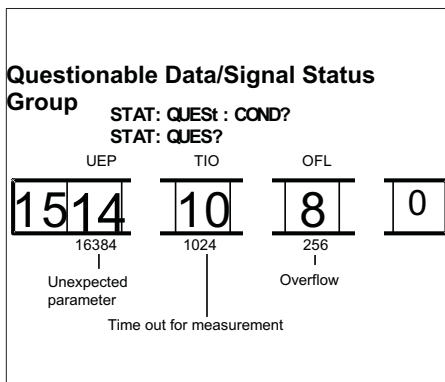 Questionable Data/Signal Status
Group
STAT: QUESt : COND?
STAT: QUES?
UEP TIO OFL
15 14 10 8 0
16384 1024 256
Unexpected
parameter
Overflow
Time out for measurement